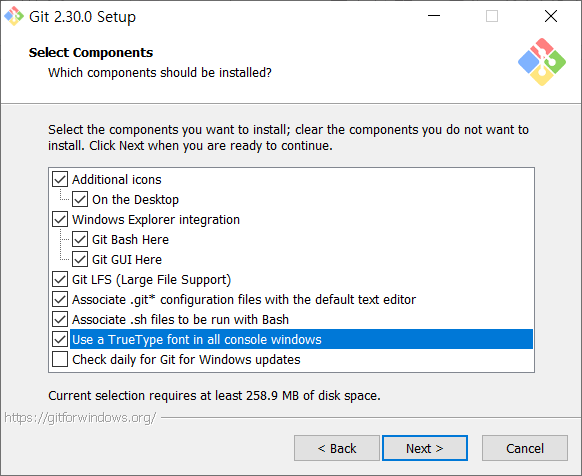 Git 2.30.0 Setup
Select Components
Which components should be installed?
Select the components you want to install; clear the components you do not want to
install. Click Next when you are ready to continue.
Additional icons
On the Desktop
Windows Explorer integration
Git Bash Here
Git GUI Here
Git LFS (Large File Support)
Associate .git* configuration files with the default text editor
Associate .sh files to be run with Bash
Use a TrueType font in all console windows
Check daily for Git for Windows updates
Current selection requires at least 258.9 MB of disk space.
https://gitforwindows.org/
< Back
Next >
Cancel